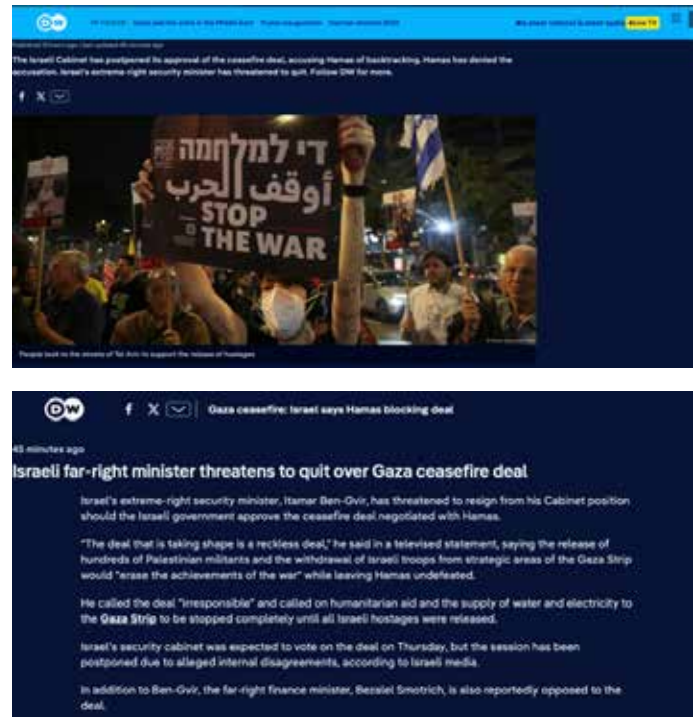 DW
The Israeli Cabinet has postponed its approval of the ceasefire deal, accusing Hamas of backtracking. Hamas has denied the
accusation. Israel's extreme-right security minister has threatened to quit. Follow DW for more.
f X
די למלחמה
أوقف الحرب
STOP
THE WAR
People took to the streets of Tel Aviv to support the release of hostages
DW f X Gaza ceasefire: Israel says Hamas blocking deal
45 minutes ago
Israeli far-right minister threatens to quit over Gaza ceasefire deal
Israel's extreme-right security minister, Itamar Ben-Gvir, has threatened to resign from his Cabinet position
should the Israeli government approve the ceasefire deal negotiated with Hamas.
"The deal that is taking shape is a reckless deal," he said in a televised statement, saying the release of
hundreds of Palestinian militants and the withdrawal of Israeli troops from strategic areas of the Gaza Strip
would "erase the achievements of the war" while leaving Hamas undefeated.
He called the deal "irresponsible" and called on humanitarian aid and the supply of water and electricity to
the Gaza Strip to be stopped completely until all Israeli hostages were released.
Israel's security cabinet was expected to vote on the deal on Thursday, but the session has been
postponed due to alleged internal disagreements, according to Israeli media.
In addition to Ben-Gvir, the far-right finance minister, Bezalel Smotrich, is also reportedly opposed to the
deal.